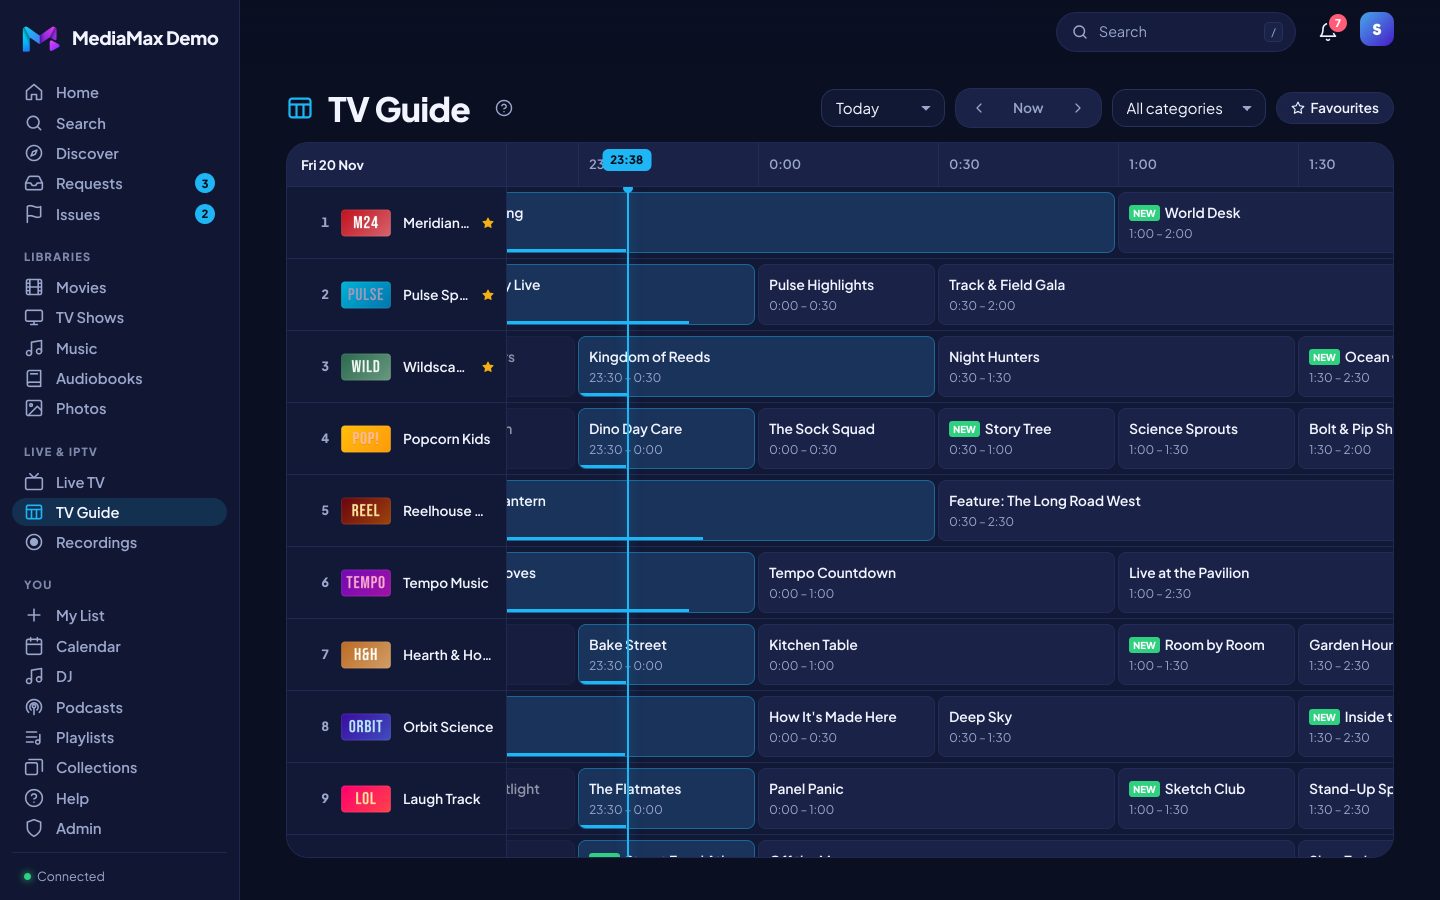 MediaMax Demo
Search
/
7
S
Home
Search
Discover
Requests 3
Issues 2
LIBRARIES
Movies
TV Shows
Music
Audiobooks
Photos
LIVE & IPTV
Live TV
TV Guide
Recordings
YOU
My List
Calendar
DJ
Podcasts
Playlists
Collections
Help
Admin
Connected
TV Guide
Today
Now
All categories
Favourites
Fri 20 Nov
23:38
0:00
0:30
1:00
1:30
1 M24 Meridian...
ng
NEW World Desk
1:00 – 2:00
2 PULSE Pulse Sp...
y Live
Pulse Highlights
0:00 – 0:30
Track & Field Gala
0:30 – 2:00
3 WILD Wildsca...
rs
Kingdom of Reeds
23:30 – 0:30
Night Hunters
0:30 – 1:30
NEW Ocean
1:30 – 2:30
4 POP! Popcorn Kids
Dino Day Care
23:30 – 0:00
The Sock Squad
0:00 – 0:30
NEW Story Tree
0:30 – 1:00
Science Sprouts
1:00 – 1:30
Bolt & Pip Sh
1:30 – 2:00
5 REEL Reelhouse ...
antern
Feature: The Long Road West
0:30 – 2:30
6 TEMPO Tempo Music
oves
Tempo Countdown
0:00 – 1:00
Live at the Pavilion
1:00 – 2:30
7 H&H Hearth & Ho...
Bake Street
23:30 – 0:00
Kitchen Table
0:00 – 1:00
NEW Room by Room
1:00 – 1:30
Garden Hour
1:30 – 2:30
8 ORBIT Orbit Science
How It's Made Here
0:00 – 0:30
Deep Sky
0:30 – 1:30
NEW Inside t
1:30 – 2:30
9 LOL Laugh Track
tlight
The Flatmates
23:30 – 0:00
Panel Panic
0:00 – 1:00
NEW Sketch Club
1:00 – 1:30
Stand-Up Sp
1:30 – 2:30